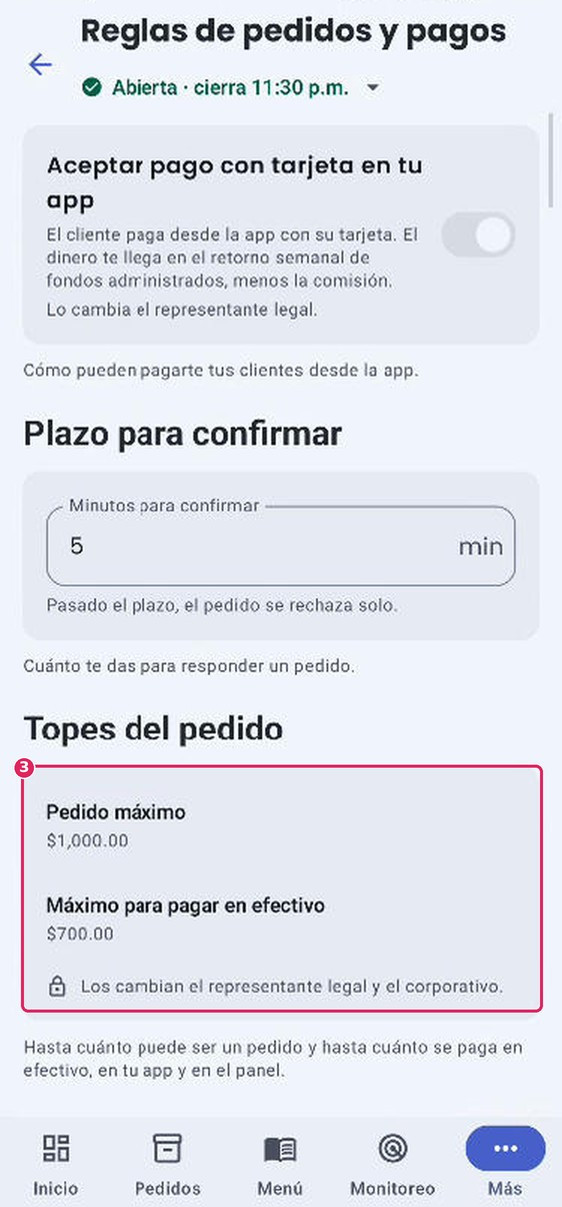 Reglas de pedidos y pagos
Abierta · cierra 11:30 p.m.
Aceptar pago con tarjeta en tu
app
El cliente paga desde la app con su tarjeta. El
dinero te llega en el retorno semanal de
fondos administrados, menos la comisión.
Lo cambia el representante legal.
Cómo pueden pagarte tus clientes desde la app.
Plazo para confirmar
Minutos para confirmar
5 min
Pasado el plazo, el pedido se rechaza solo.
Cuánto te das para responder un pedido.
Topes del pedido
3
Pedido máximo
$1,000.00
Máximo para pagar en efectivo
$700.00
Los cambian el representante legal y el corporativo.
Hasta cuánto puede ser un pedido y hasta cuánto se paga en
efectivo, en tu app y en el panel.
Inicio Pedidos Menú Monitoreo Más